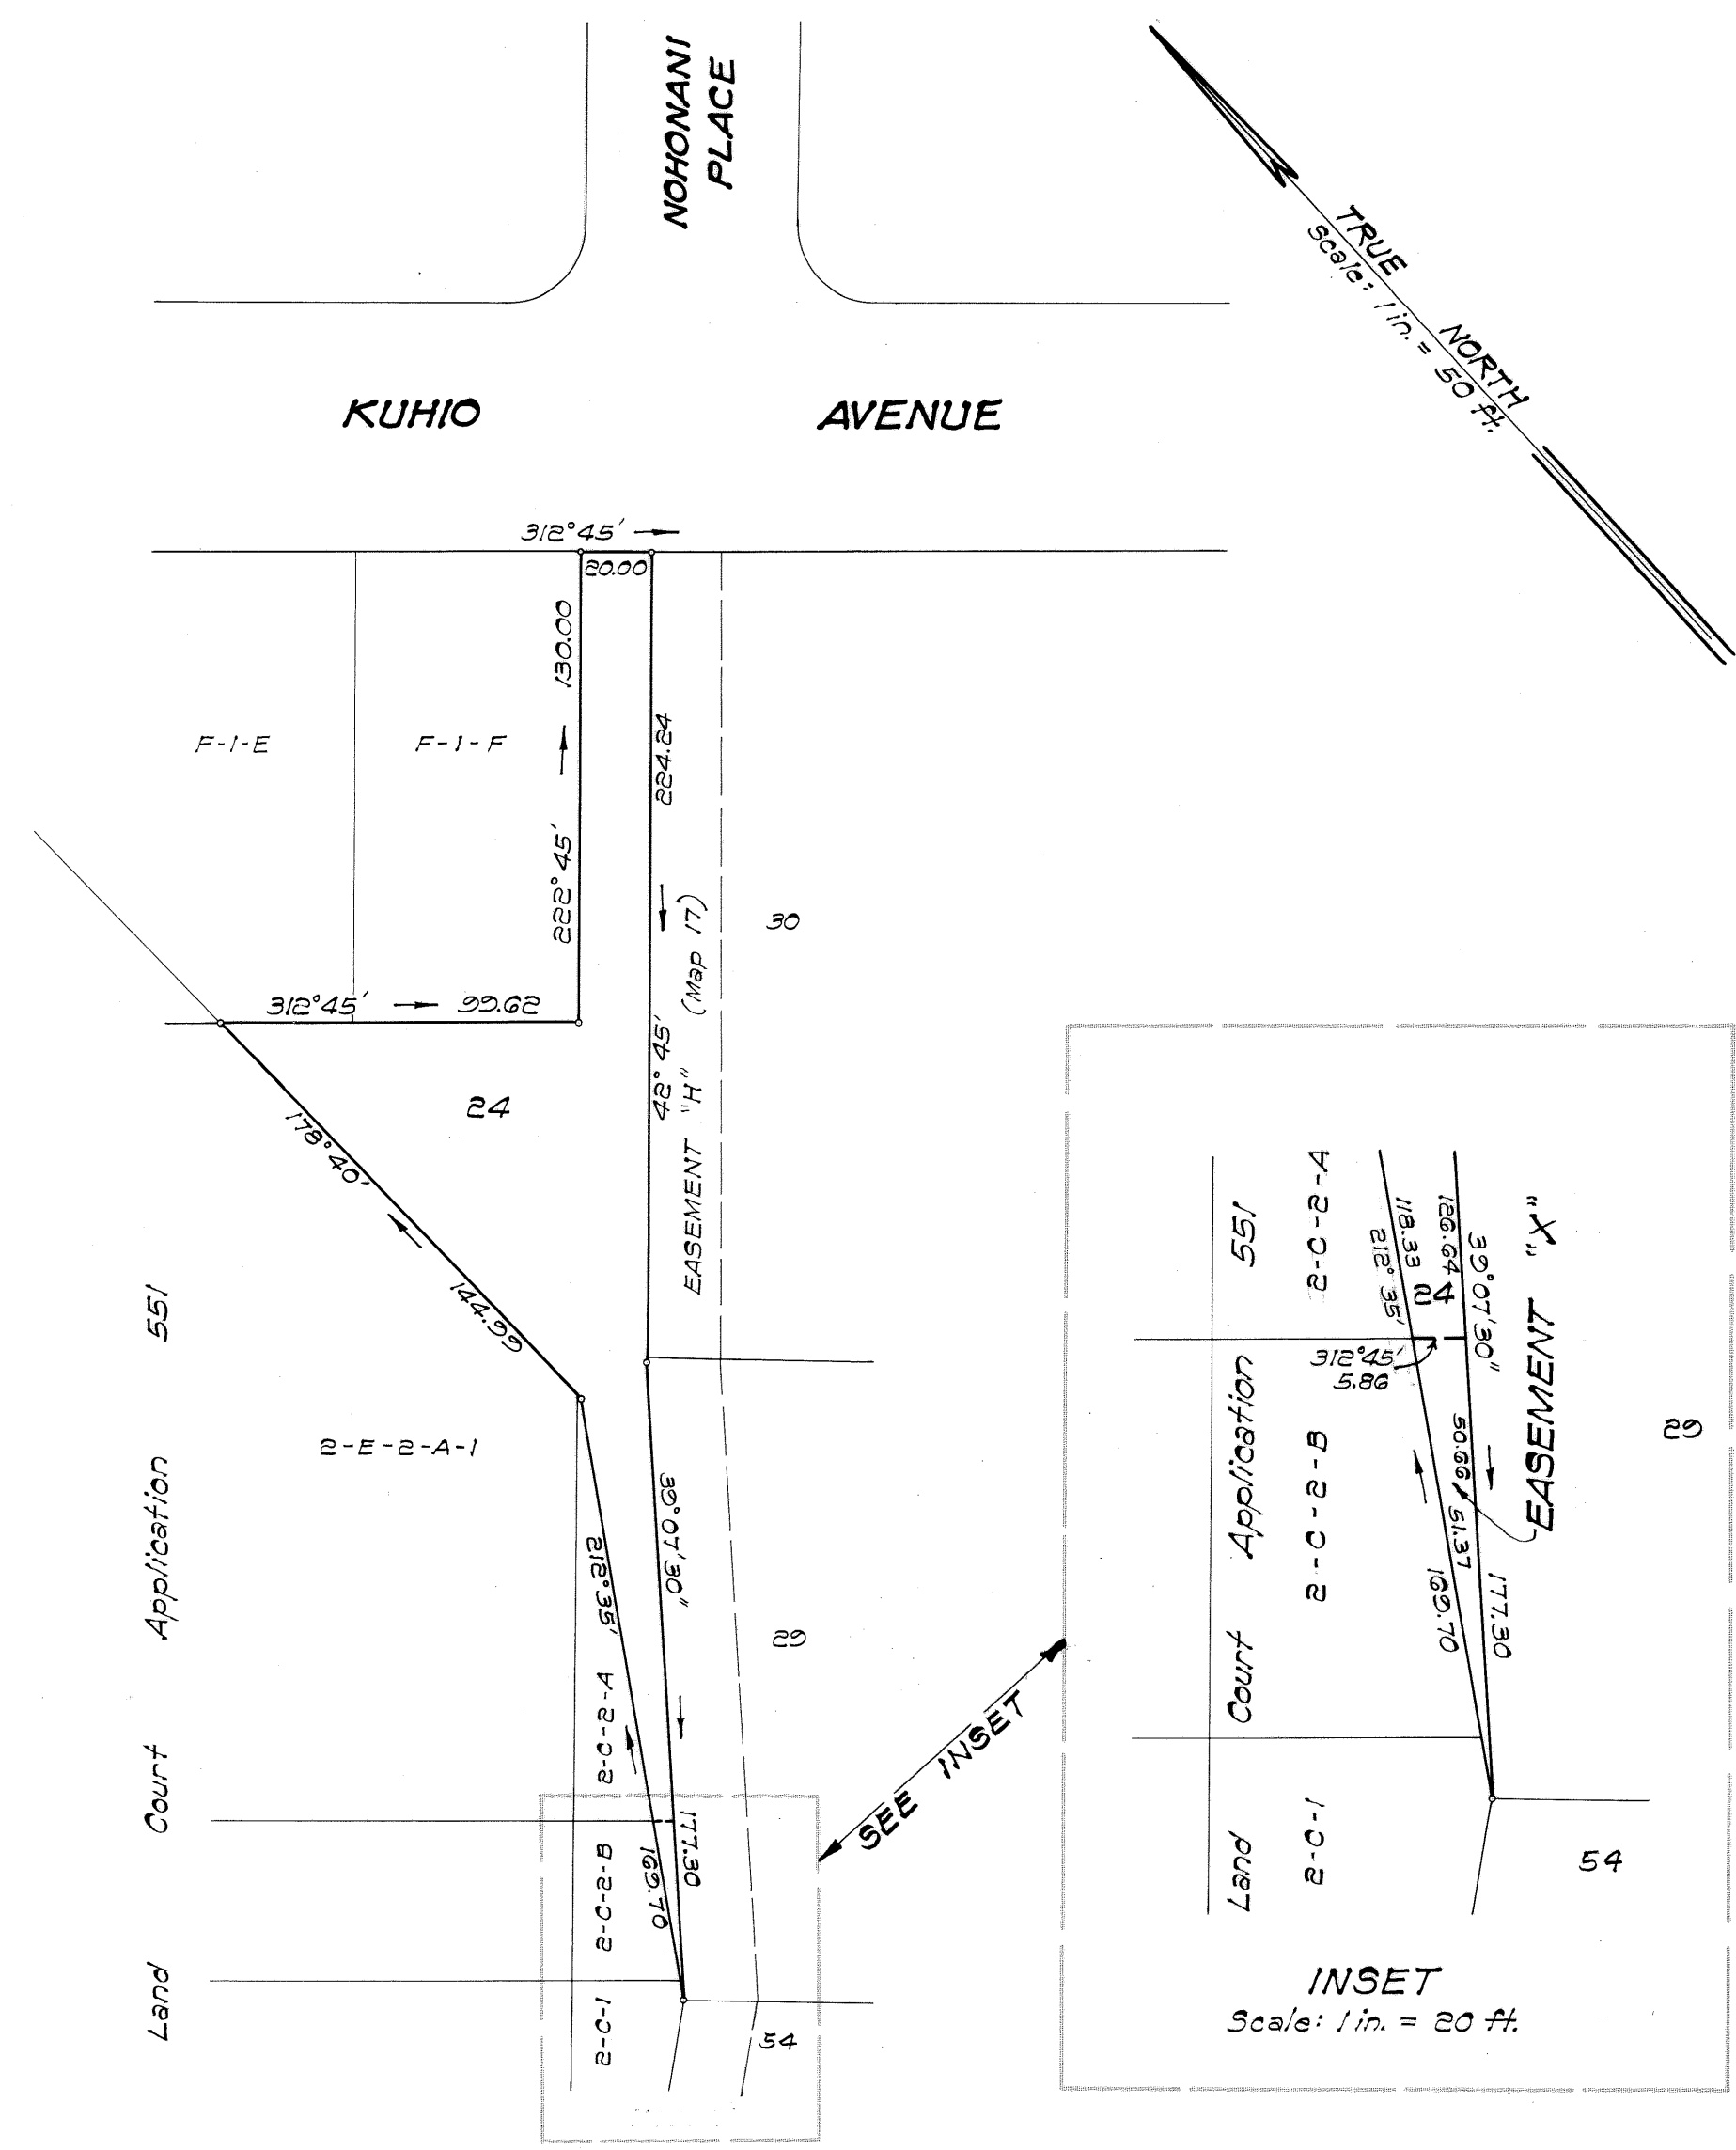 NOHONANI
PLACE
TRUE NORTH
Scale: 1 in. = 50 ft.
KUHIO AVENUE
312°45'
20.00
130.00
222°45'
F-1-E
F-1-F
224.24
42°45'
EASEMENT "H" (Map 17)
30
312°45' 99.62
24
178°40'
144.99
Land Court Application 551
2-E-2-A-1
39°07'30"
177.30
212°35'
169.70
2-C-2-A
2-C-2-B
2-C-1
29
54
SEE INSET
Land Court Application 551
2-C-2-A
118.33
212°35'
126.64
39°07'30"
24
EASEMENT "X"
312°45'
5.86
2-C-2-B
50.66
51.37
177.30
169.70
29
2-C-1
54
INSET
Scale: 1 in. = 20 ft.